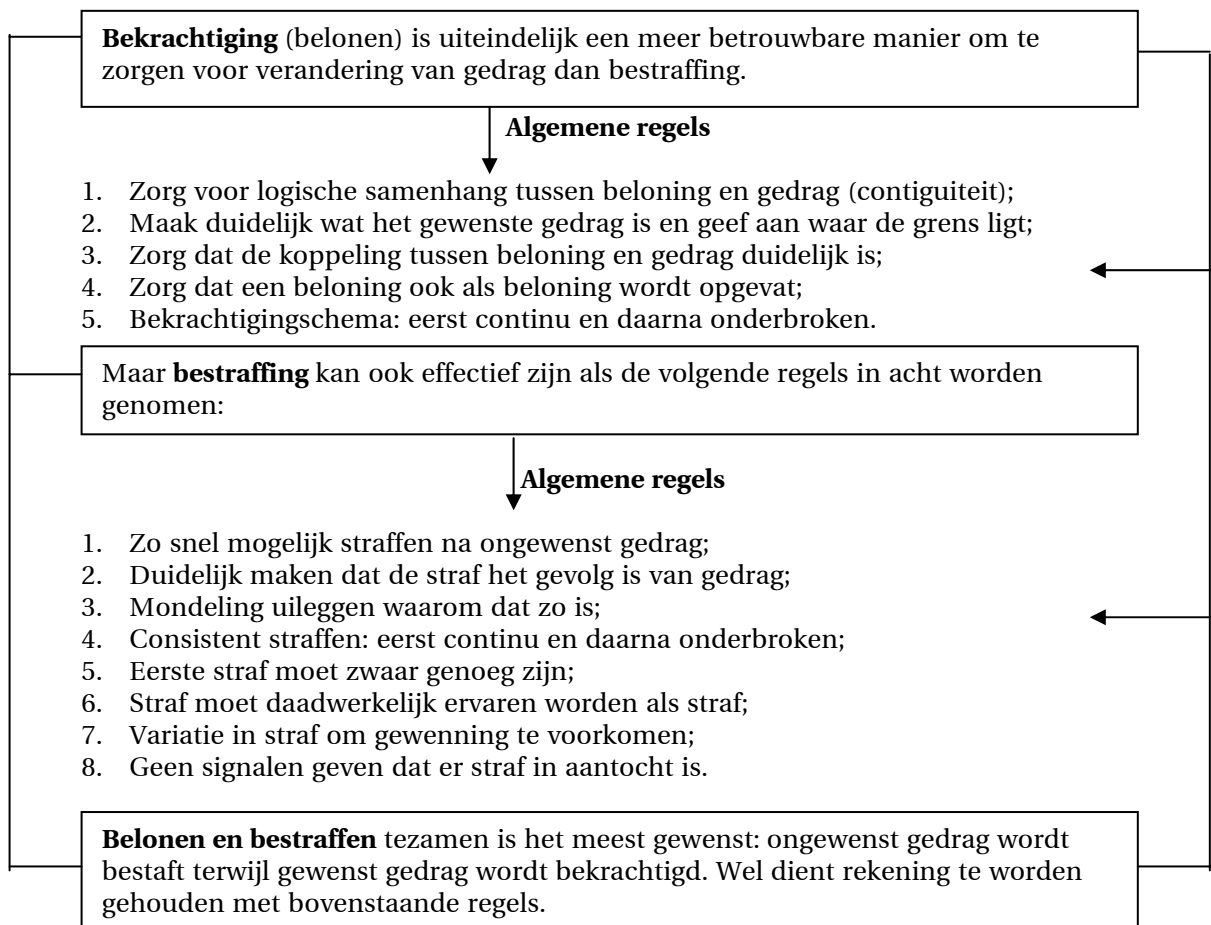 Bekrachtiging (belonen) is uiteindelijk een meer betrouwbare manier om te
zorgen voor verandering van gedrag dan bestraffing.
Algemene regels
1. Zorg voor logische samenhang tussen beloning en gedrag (contiguiteit);
2. Maak duidelijk wat het gewenste gedrag is en geef aan waar de grens ligt;
3. Zorg dat de koppeling tussen beloning en gedrag duidelijk is;
4. Zorg dat een beloning ook als beloning wordt opgevat;
5. Bekrachtigingschema: eerst continu en daarna onderbroken.
Maar bestraffing kan ook effectief zijn als de volgende regels in acht worden
genomen:
Algemene regels
1. Zo snel mogelijk straffen na ongewenst gedrag;
2. Duidelijk maken dat de straf het gevolg is van gedrag;
3. Mondeling uileggen waarom dat zo is;
4. Consistent straffen: eerst continu en daarna onderbroken;
5. Eerste straf moet zwaar genoeg zijn;
6. Straf moet daadwerkelijk ervaren worden als straf;
7. Variatie in straf om gewenning te voorkomen;
8. Geen signalen geven dat er straf in aantocht is.
Belonen en bestraffen tezamen is het meest gewenst: ongewenst gedrag wordt
bestaft terwijl gewenst gedrag wordt bekrachtigd. Wel dient rekening te worden
gehouden met bovenstaande regels.